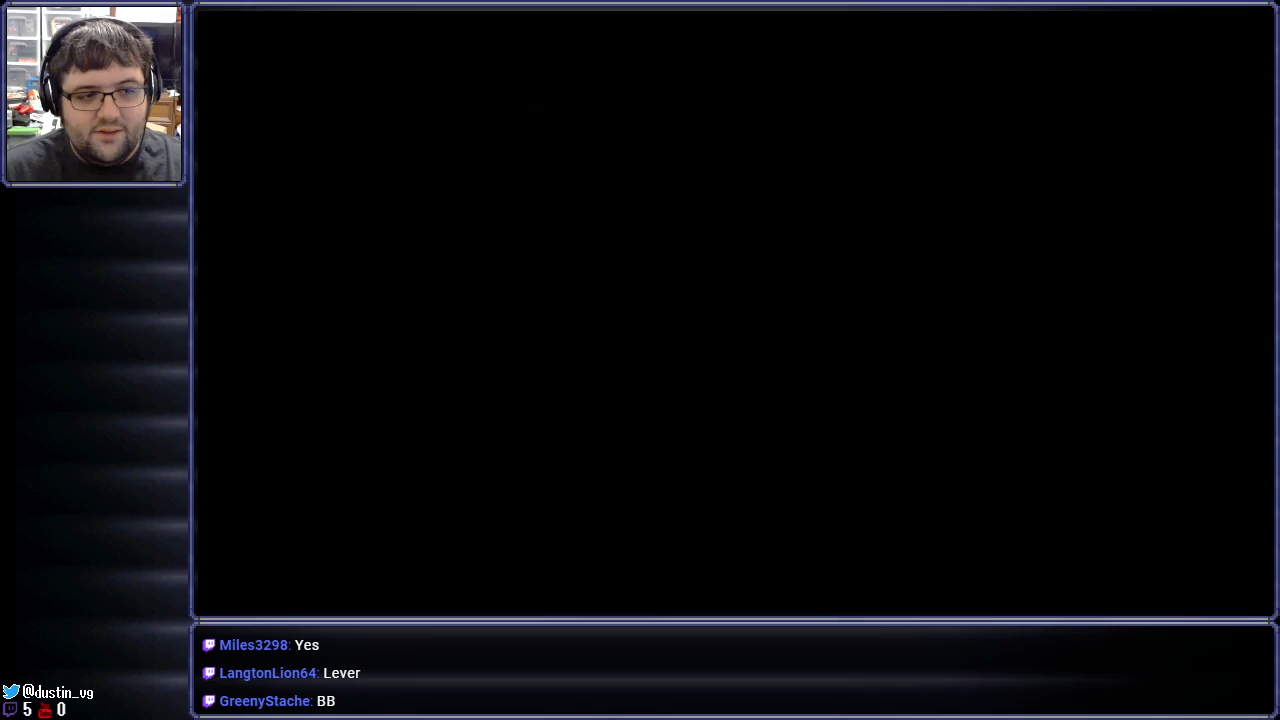 Miles3298: Yes
LangtonLion64: Lever
GreenyStache: BB
@dustin_vg
5 0